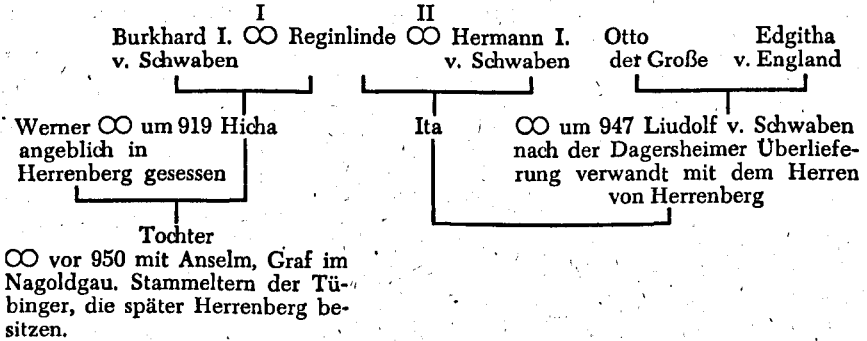 I II
Burkhard I. ∞ Reginlinde ∞ Hermann I. Otto Edgitha
v. Schwaben v. Schwaben der Große v. England
Werner ∞ um 919 Hicha Ita ∞ um 947 Liudolf v. Schwaben
angeblich in nach der Dagersheimer Überliefe-
Herrenberg gesessen rung verwandt mit dem Herren
von Herrenberg
Tochter
∞ vor 950 mit Anselm, Graf im
Nagoldgau. Stammeltern der Tü-
binger, die später Herrenberg be-
sitzen.